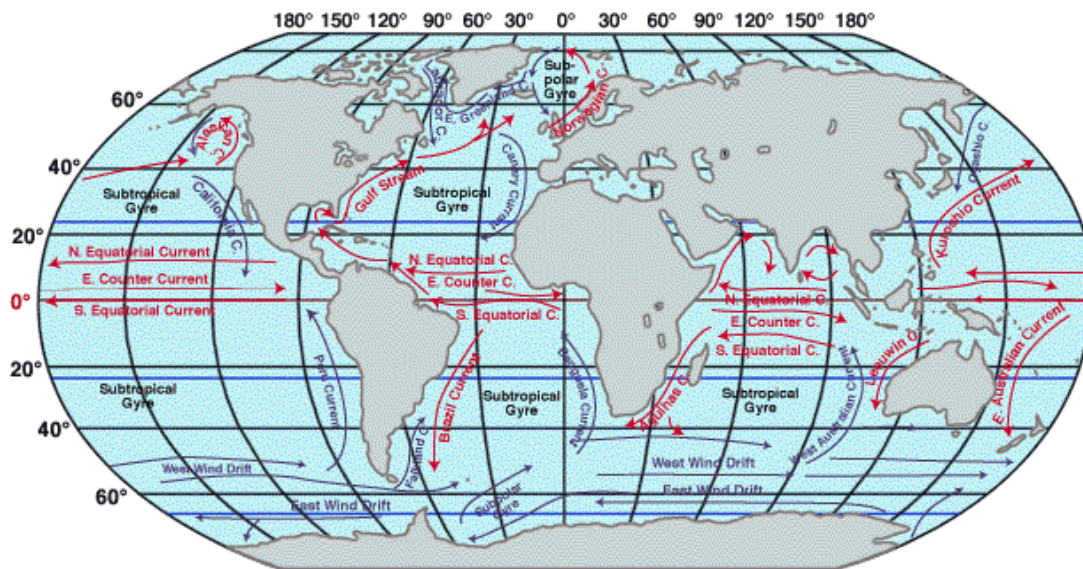 180° 150° 120° 90° 60° 30° 0° 30° 60° 90° 120° 150° 180°
60°
40°
20°
0°
20°
40°
60°
Alaskan C.
Labrador C.
E. Greenland C.
Sub-
polar
Gyre
Norwegian C.
Oyashio C.
Subtropical
Gyre
California C.
Gulf Stream
Subtropical
Gyre
Canary Current
Kuroshio Current
N. Equatorial Current
E. Counter Current
S. Equatorial Current
N. Equatorial C.
E. Counter C.
S. Equatorial C.
N. Equatorial C.
E. Counter C.
S. Equatorial C.
Leeuwin C.
E. Australian Current
Subtropical
Gyre
Peru Current
Brazil Current
Subtropical
Gyre
Benguela Current
Agulhas C.
Subtropical
Gyre
West Australian Current
West Wind Drift
Falkland C.
West Wind Drift
East Wind Drift
Subpolar
Gyre
East Wind Drift